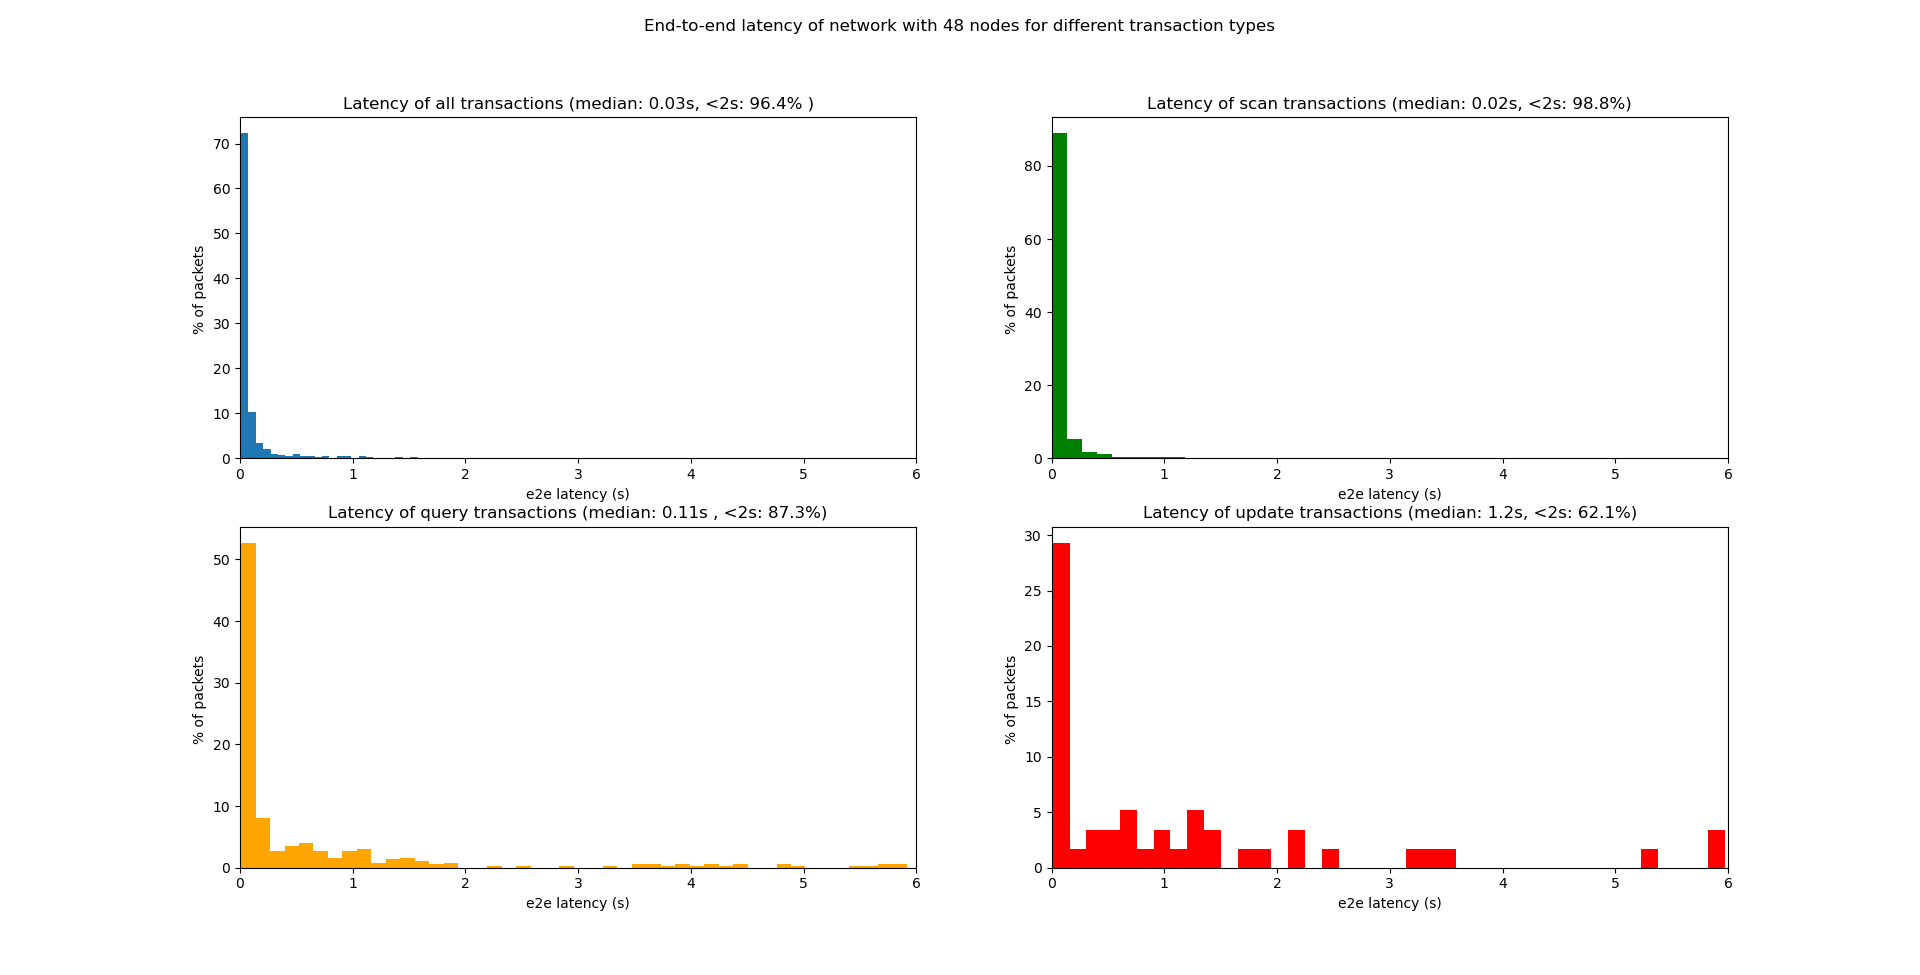 End-to-end latency of network with 48 nodes for different transaction types
Latency of all transactions (median: 0.03s, <2s: 96.4% )
% of packets
70
60
50
40
30
20
10
0
0 1 2 3 4 5 6
e2e latency (s)
Latency of scan transactions (median: 0.02s, <2s: 98.8%)
% of packets
80
60
40
20
0
0 1 2 3 4 5 6
e2e latency (s)
Latency of query transactions (median: 0.11s , <2s: 87.3%)
% of packets
50
40
30
20
10
0
0 1 2 3 4 5 6
e2e latency (s)
Latency of update transactions (median: 1.2s, <2s: 62.1%)
% of packets
30
25
20
15
10
5
0
0 1 2 3 4 5 6
e2e latency (s)